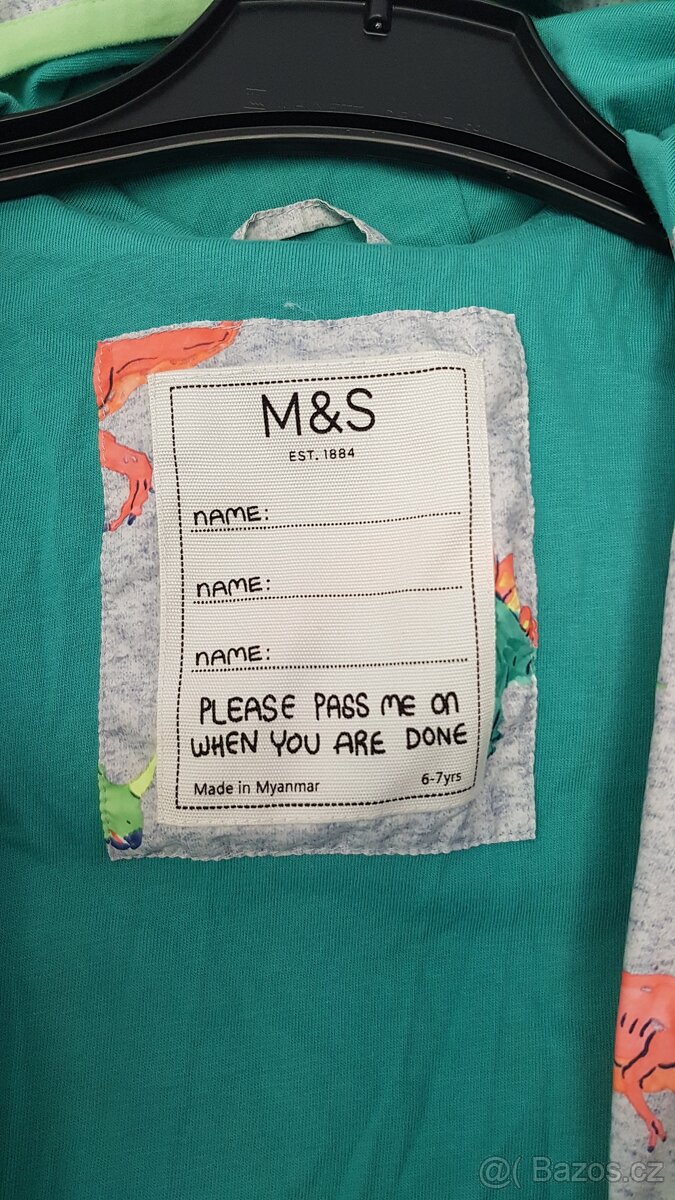 M&S
EST. 1884
NAME:
NAME:
NAME:
PLEASE PASS ME ON
WHEN YOU ARE DONE
Made in Myanmar 6-7yrs
@( Bazos.cz